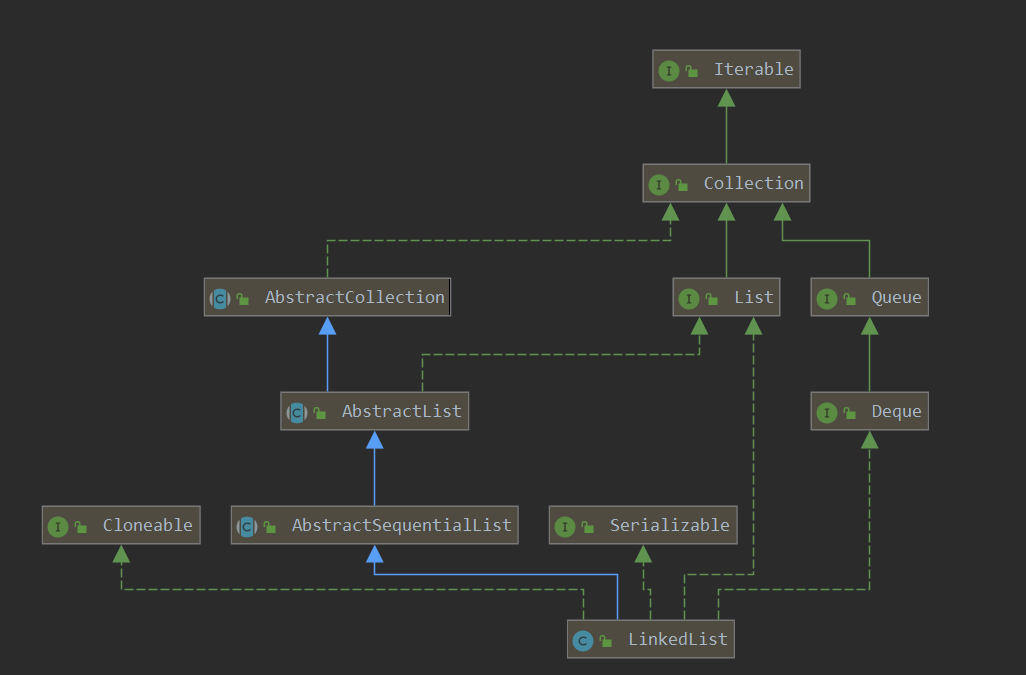 I Iterable
I Collection
C AbstractCollection
I List
I Queue
C AbstractList
I Deque
I Cloneable
C AbstractSequentialList
I Serializable
C LinkedList